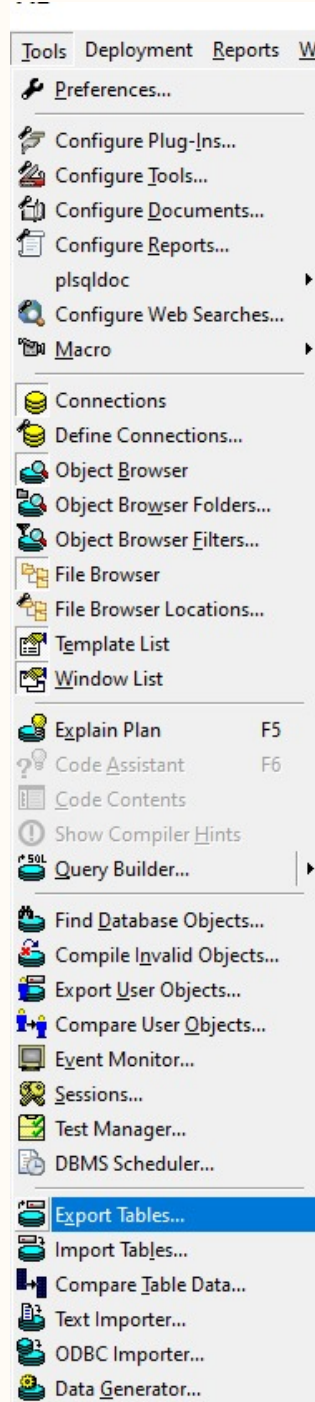 Tools Deployment Reports W
Preferences...
Configure Plug-Ins...
Configure Tools...
Configure Documents...
Configure Reports...
plsqldoc
Configure Web Searches...
Macro
Connections
Define Connections...
Object Browser
Object Browser Folders...
Object Browser Filters...
File Browser
File Browser Locations...
Template List
Window List
Explain Plan F5
Code Assistant F6
Code Contents
Show Compiler Hints
Query Builder...
Find Database Objects...
Compile Invalid Objects...
Export User Objects...
Compare User Objects...
Event Monitor...
Sessions...
Test Manager...
DBMS Scheduler...
Export Tables...
Import Tables...
Compare Table Data...
Text Importer...
ODBC Importer...
Data Generator...